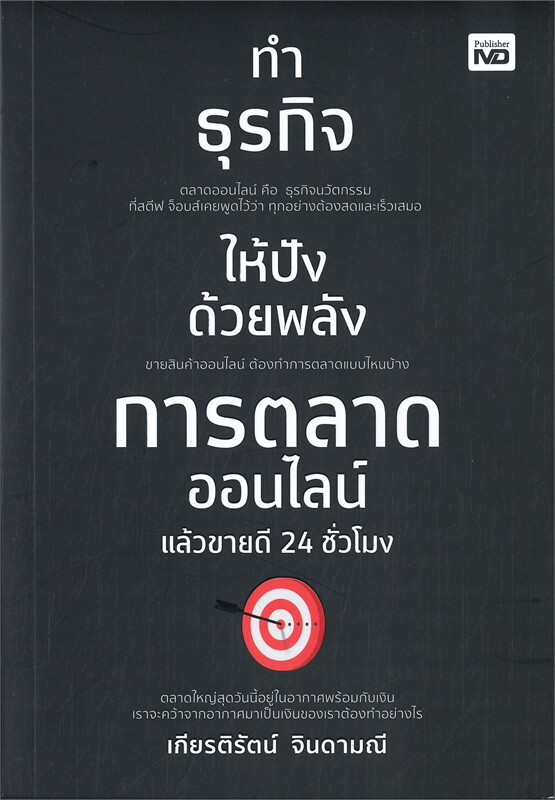 Publisher
MD
ทำ
ธุรกิจ
ตลาดออนไลน์ คือ ธุรกิจนวัตกรรม
ที่สตีฟ จ็อบส์เคยพูดไว้ว่า ทุกอย่างต้องสดและเร็วเสมอ
ให้ปัง
ด้วยพลัง
ขายสินค้าออนไลน์ ต้องทำการตลาดแบบไหนบ้าง
การตลาด
ออนไลน์
แล้วขายดี 24 ชั่วโมง
ตลาดใหญ่สุดวันนี้อยู่ในอากาศพร้อมกับเงิน
เราจะคว้าจากอากาศมาเป็นเงินของเราต้องทำอย่างไร
เกียรติรัตน์ จินดามณี